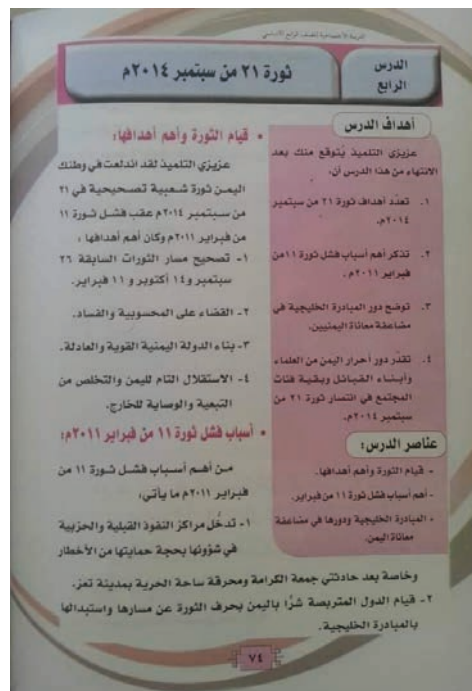 التربية الاجتماعية للصف الرابع الأساسي
الدرس
الرابع
ثورة ٢١ من سبتمبر ٢٠١٤م
أهداف الدرس
عزيزي التلميذ يُتوقع منك بعد
الانتهاء من هذا الدرس أن:
١. تعدّد أهداف ثورة ٢١ من سبتمبر
٢٠١٤م.
٢. تذكر أهم أسباب فشل ثورة ١١من
فبراير ٢٠١١م.
٣. توضح دور المبادرة الخليجية في
مضاعفة معاناة اليمنيين.
٤. تقدّر دور أحرار اليمن من العلماء
وأبناء القبائل وبقية فئات
المجتمع في انتصار ثورة ٢١ من
سبتمبر ٢٠١٤م.
عناصر الدرس:
- قيام الثورة وأهم أهدافها.
- أهم أسباب فشل ثورة ١١ من فبراير.
- المبادرة الخليجية ودورها في مضاعفة
معاناة اليمن.
• قيام الثورة وأهم أهدافها:
عزيزي التلميذ لقد اندلعت في وطنك
اليمن ثورة شعبية تصحيحية في ٢١
من سبتمبر ٢٠١٤م عقب فشل ثورة ١١
من فبراير ٢٠١١م وكان أهم أهدافها :
١- تصحيح مسار الثورات السابقة ٢٦
سبتمبر و١٤ أكتوبر و ١١ فبراير.
٢- القضاء على المحسوبية والفساد.
٣- بناء الدولة اليمنية القوية والعادلة.
٤- الاستقلال التام لليمن والتخلص من
التبعية والوصاية للخارج.
• أسباب فشل ثورة ١١ من فبراير ٢٠١١م:
من أهم أسباب فشل ثورة ١١ من
فبراير ٢٠١١م ما يأتي:
١- تدخّل مراكز النفوذ القبلية والحزبية
في شؤونها بحجة حمايتها من الأخطار
وخاصة بعد حادثتي جمعة الكرامة ومحرقة ساحة الحرية بمدينة تعز.
٢- قيام الدول المتربصة شرًّا باليمن بحرف الثورة عن مسارها واستبدالها
بالمبادرة الخليجية.
٧٤